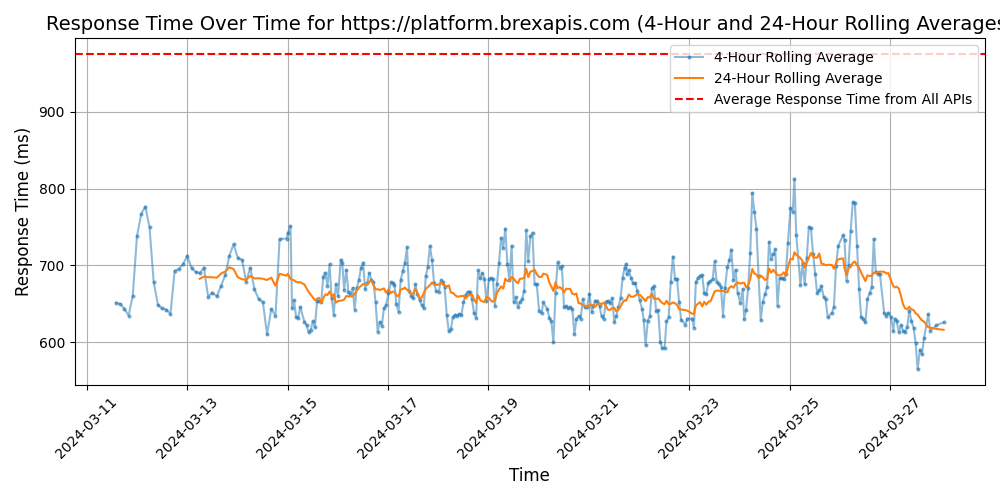 Response Time Over Time for https://platform.brexapis.com (4-Hour and 24-Hour Rolling Averages
4-Hour Rolling Average
24-Hour Rolling Average
Average Response Time from All APIs
Response Time (ms)
900
800
700
600
2024-03-11
2024-03-13
2024-03-15
2024-03-17
2024-03-19
2024-03-21
2024-03-23
2024-03-25
2024-03-27
Time